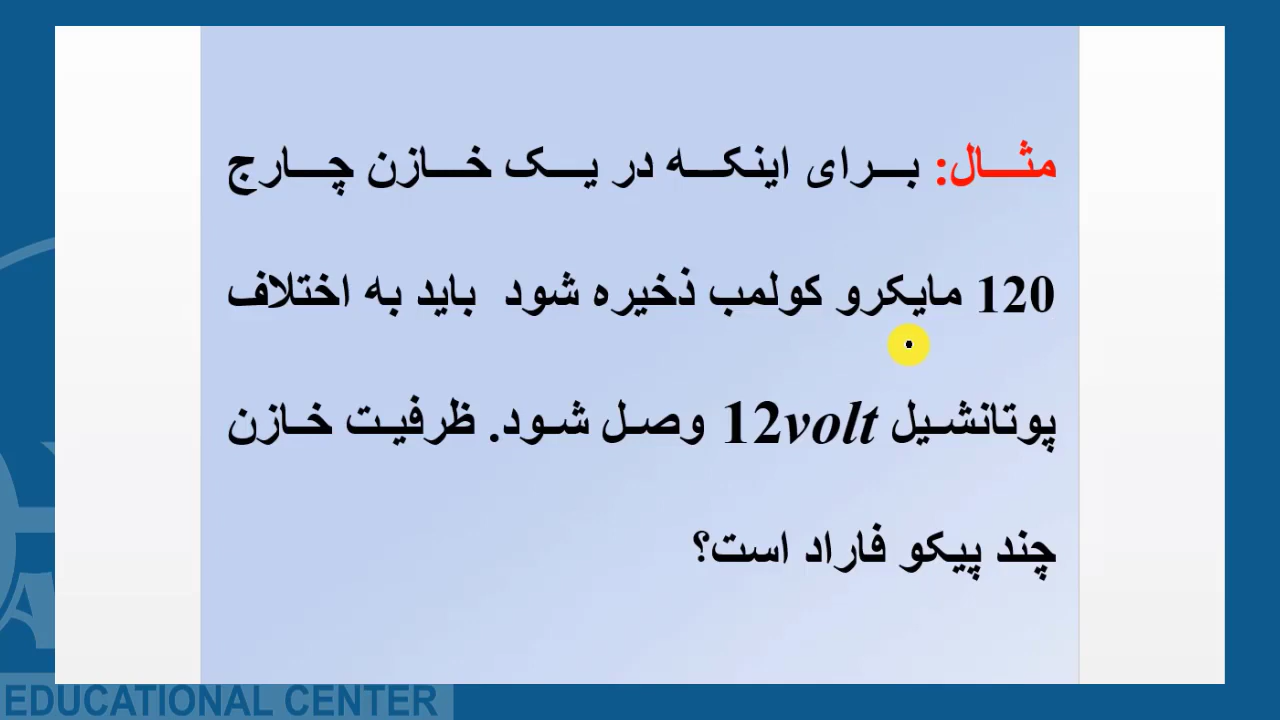 مثال: برای اینکه در یک خازن چارج
120 مایکرو کولمب ذخیره شود باید به اختلاف
پوتانشیل 12volt وصل شود. ظرفیت خازن
چند پیکو فاراد است؟
EDUCATIONAL CENTER